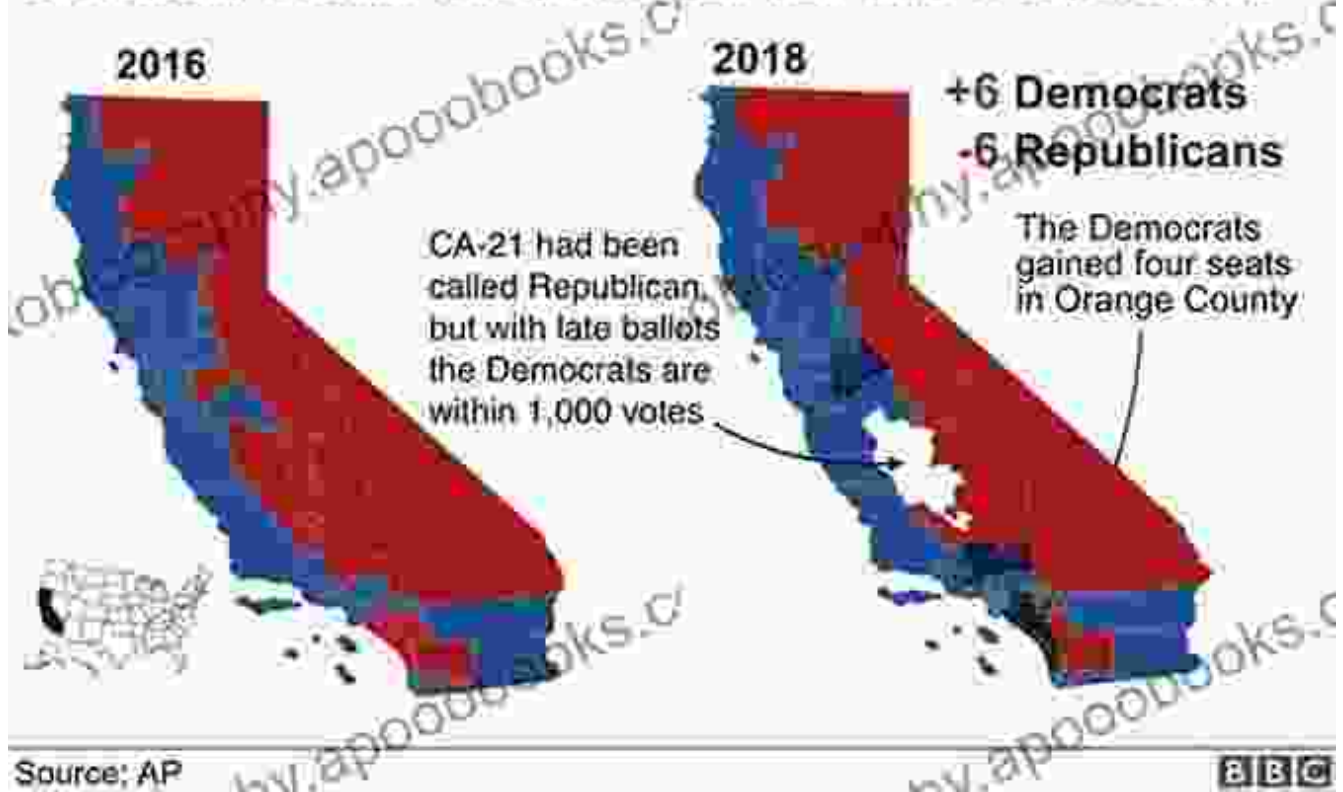 2016
2018
+6 Democrats
-6 Republicans
CA-21 had been
called Republican,
but with late ballots
the Democrats are
within 1,000 votes
The Democrats
gained four seats
in Orange County
Source: AP
BBC